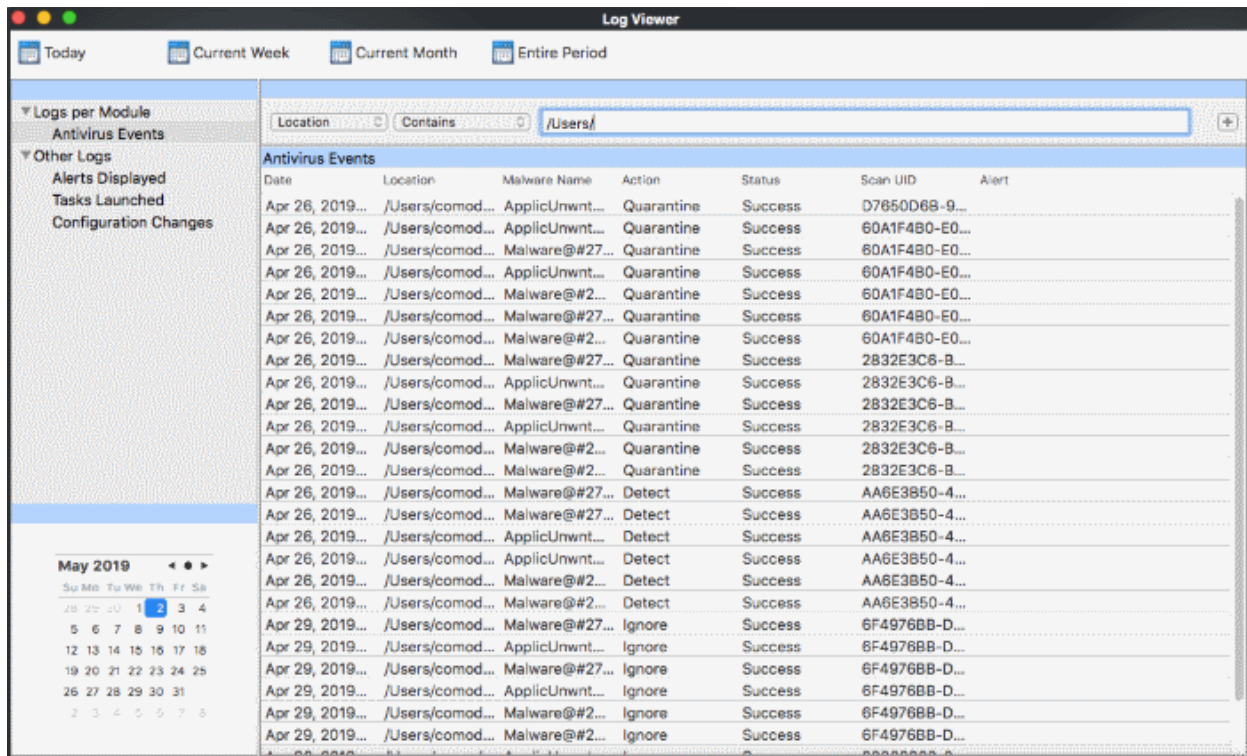 Log Viewer
Today Current Week Current Month Entire Period
Logs per Module
Antivirus Events
Other Logs
Alerts Displayed
Tasks Launched
Configuration Changes
Location Contains /Users/
Antivirus Events
Date Location Malware Name Action Status Scan UID Alert
Apr 26, 2019... /Users/comod... ApplicUnwnt... Quarantine Success D7650D6B-9...
Apr 26, 2019... /Users/comod... ApplicUnwnt... Quarantine Success 60A1F4B0-E0...
Apr 26, 2019... /Users/comod... Malware@#27... Quarantine Success 60A1F4B0-E0...
Apr 26, 2019... /Users/comod... ApplicUnwnt... Quarantine Success 60A1F4B0-E0...
Apr 26, 2019... /Users/comod... Malware@#2... Quarantine Success 60A1F4B0-E0...
Apr 26, 2019... /Users/comod... Malware@#27... Quarantine Success 60A1F4B0-E0...
Apr 26, 2019... /Users/comod... Malware@#2... Quarantine Success 60A1F4B0-E0...
Apr 26, 2019... /Users/comod... Malware@#27... Quarantine Success 2832E3C6-B...
Apr 26, 2019... /Users/comod... ApplicUnwnt... Quarantine Success 2832E3C6-B...
Apr 26, 2019... /Users/comod... Malware@#27... Quarantine Success 2832E3C6-B...
Apr 26, 2019... /Users/comod... ApplicUnwnt... Quarantine Success 2832E3C6-B...
Apr 26, 2019... /Users/comod... Malware@#2... Quarantine Success 2832E3C6-B...
Apr 26, 2019... /Users/comod... Malware@#2... Quarantine Success 2832E3C6-B...
Apr 26, 2019... /Users/comod... Malware@#27... Detect Success AA6E3B50-4...
Apr 26, 2019... /Users/comod... Malware@#27... Detect Success AA6E3B50-4...
Apr 26, 2019... /Users/comod... ApplicUnwnt... Detect Success AA6E3B50-4...
Apr 26, 2019... /Users/comod... ApplicUnwnt... Detect Success AA6E3B50-4...
Apr 26, 2019... /Users/comod... Malware@#2... Detect Success AA6E3B50-4...
Apr 26, 2019... /Users/comod... Malware@#2... Detect Success AA6E3B50-4...
Apr 29, 2019... /Users/comod... Malware@#27... Ignore Success 6F4976BB-D...
Apr 29, 2019... /Users/comod... ApplicUnwnt... Ignore Success 6F4976BB-D...
Apr 29, 2019... /Users/comod... Malware@#27... Ignore Success 6F4976BB-D...
Apr 29, 2019... /Users/comod... ApplicUnwnt... Ignore Success 6F4976BB-D...
Apr 29, 2019... /Users/comod... Malware@#2... Ignore Success 6F4976BB-D...
Apr 29, 2019... /Users/comod... Malware@#2... Ignore Success 6F4976BB-D...
May 2019
Su Mo Tu We Th Fr Sa
28 29 30 1 2 3 4
5 6 7 8 9 10 11
12 13 14 15 16 17 18
19 20 21 22 23 24 25
26 27 28 29 30 31
2 3 4 5 6 7 8